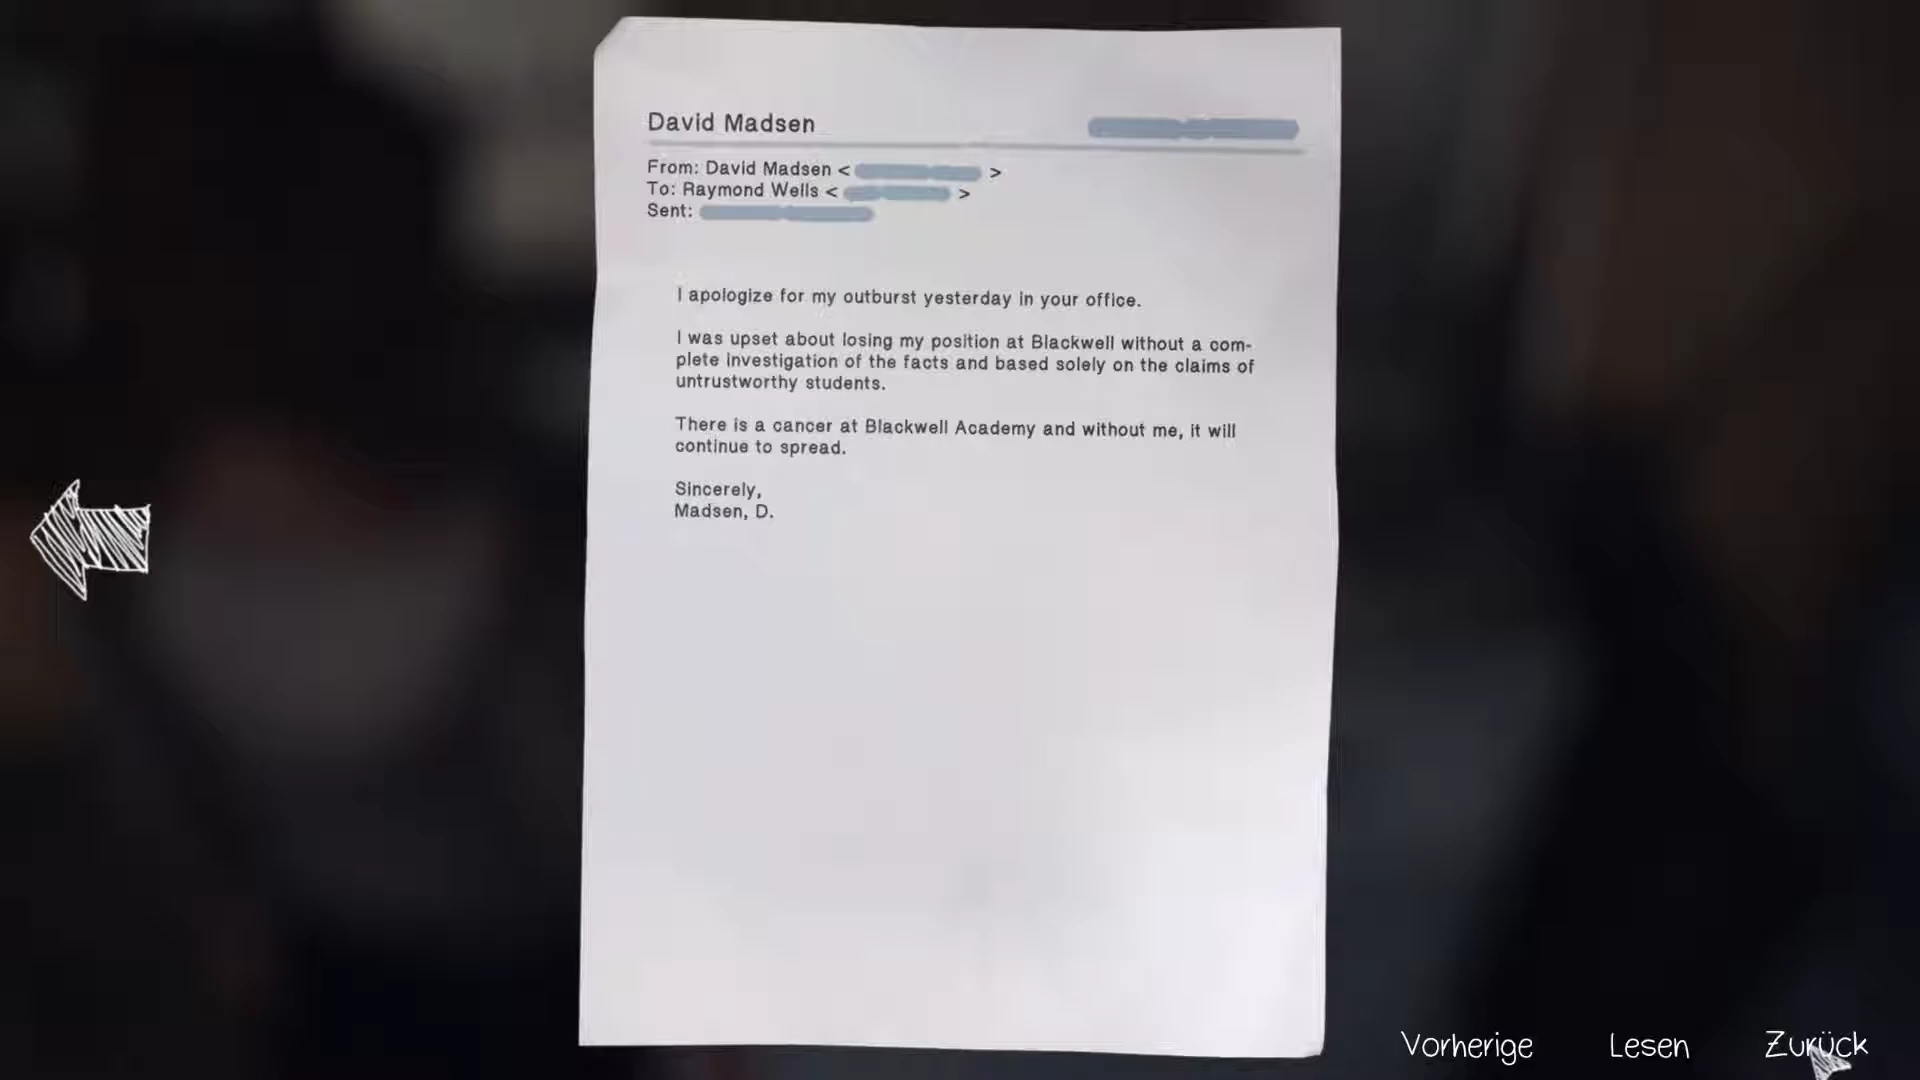 David Madsen
From: David Madsen < >
To: Raymond Wells < >
Sent:
I apologize for my outburst yesterday in your office.
I was upset about losing my position at Blackwell without a com-
plete investigation of the facts and based solely on the claims of
untrustworthy students.
There is a cancer at Blackwell Academy and without me, it will
continue to spread.
Sincerely,
Madsen, D.
Vorherige Lesen Zurück